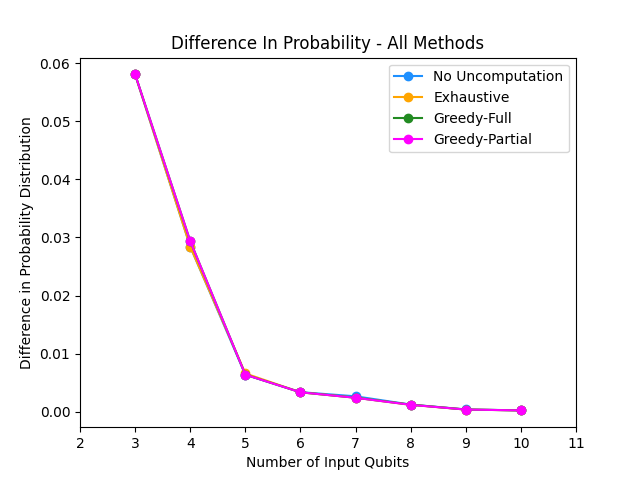 Difference In Probability - All Methods
No Uncomputation
Exhaustive
Greedy-Full
Greedy-Partial
Difference in Probability Distribution
0.06
0.05
0.04
0.03
0.02
0.01
0.00
2 3 4 5 6 7 8 9 10 11
Number of Input Qubits